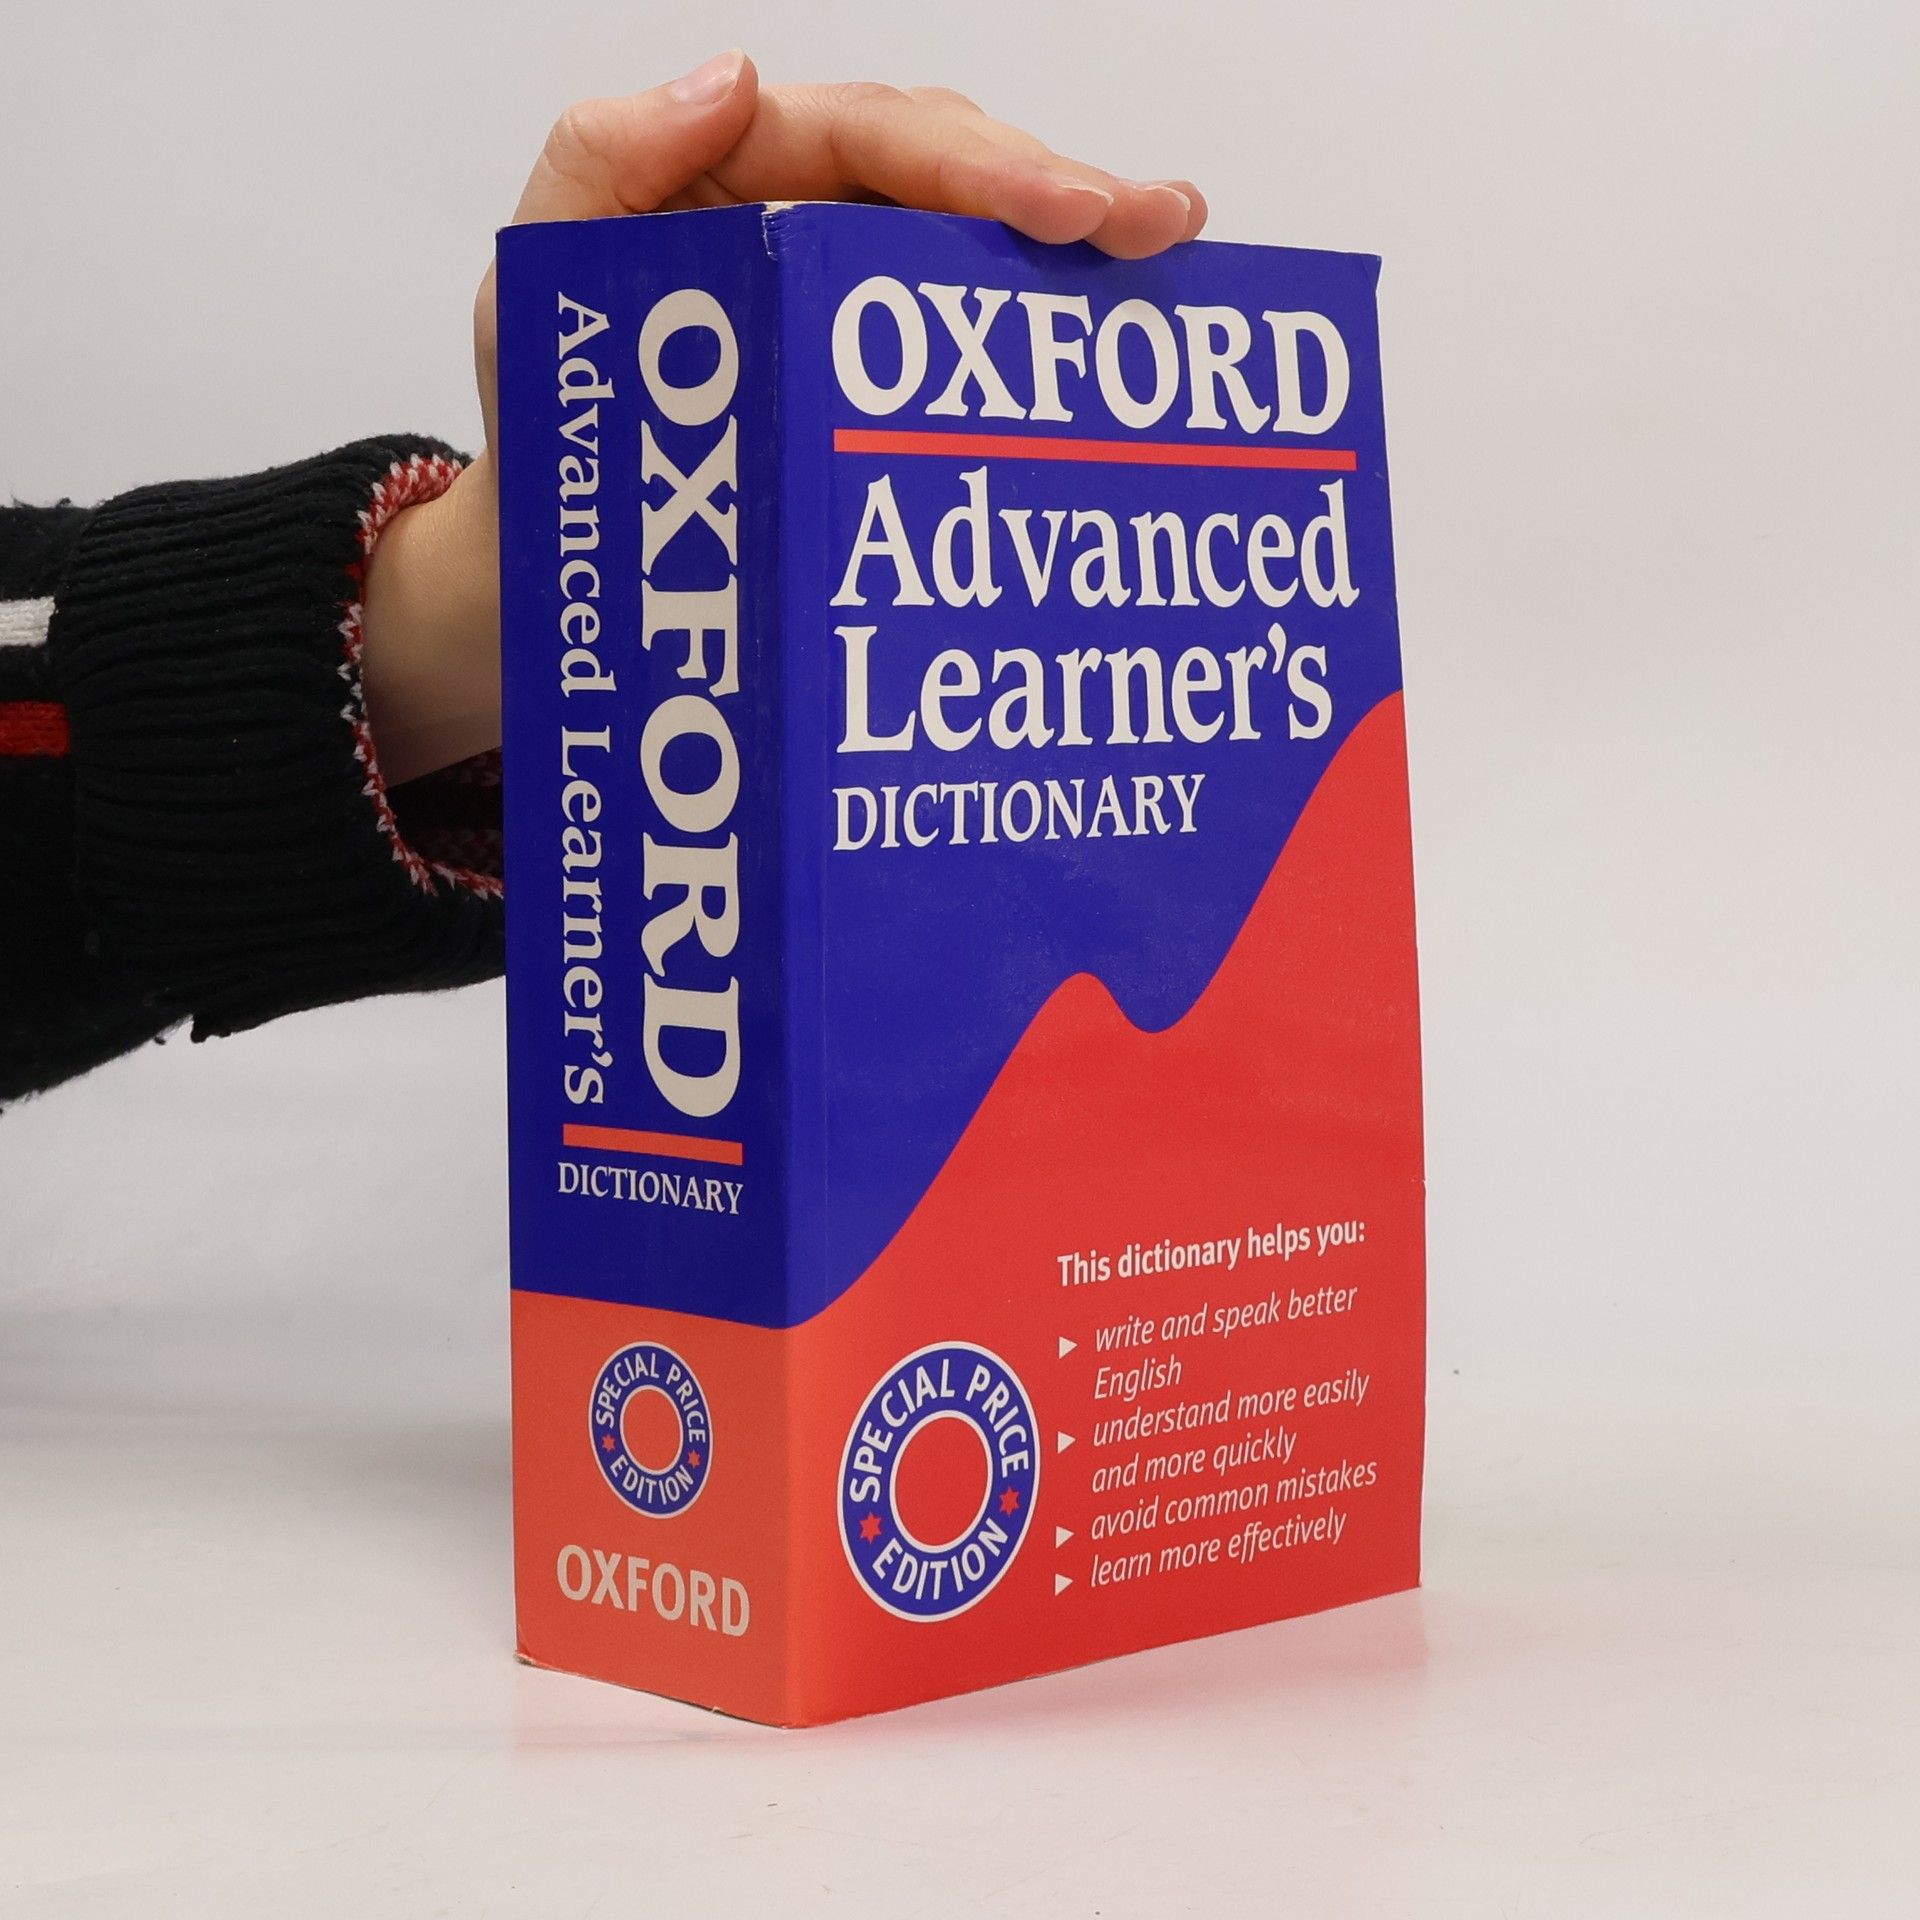 OXFORD
Advanced Learner's
DICTIONARY
SPECIAL PRICE
EDITION
OXFORD
OXFORD
Advanced
Learner's
DICTIONARY
This dictionary helps you:
▶ write and speak better
English
▶ understand more easily
and more quickly
▶ avoid common mistakes
▶ learn more effectively
SPECIAL PRICE
EDITION